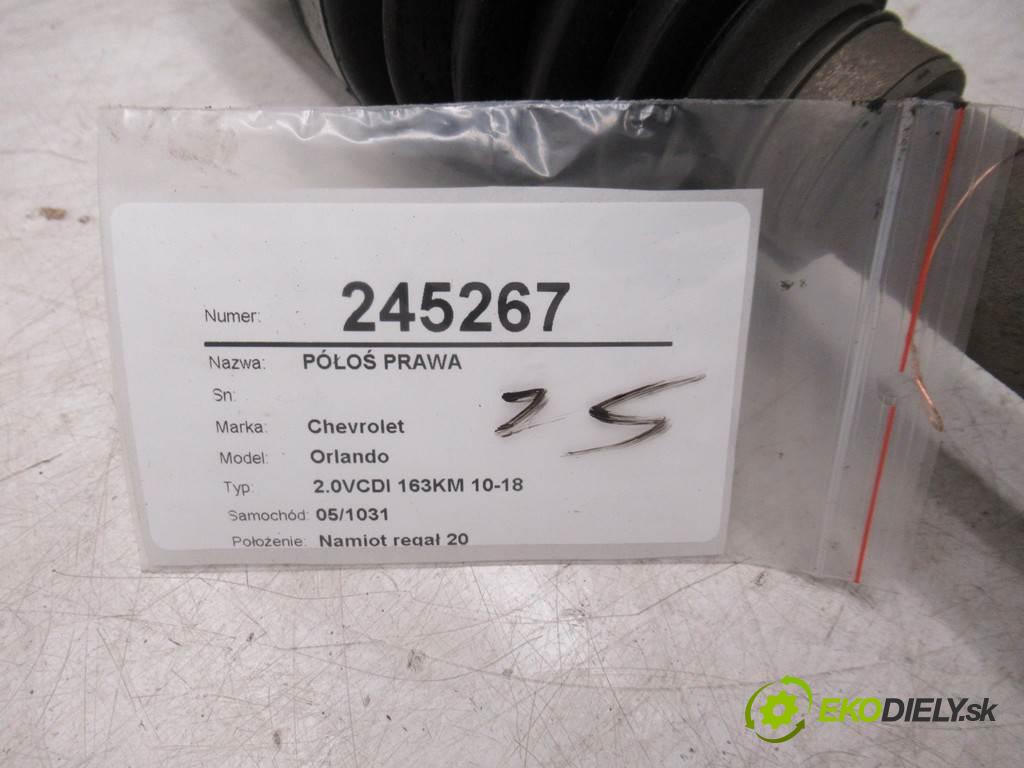 Numer: 245267
Nazwa: PÓŁOŚ PRAWA
Sn:
Marka: Chevrolet
Model: Orlando
Typ: 2.0VCDI 163KM 10-18
Samochód: 05/1031
Położenie: Namiot regał 20
25
EKODIELY.sk